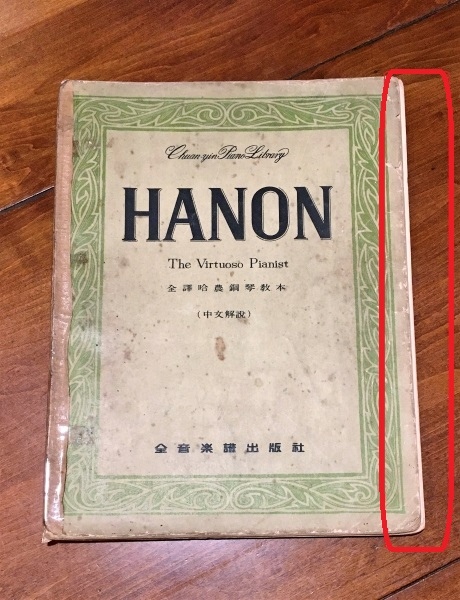 Chuan-yin Piano Library
HANON
The Virtuoso Pianist
全譯哈農鋼琴教本
(中文解說)
全音楽譜出版社